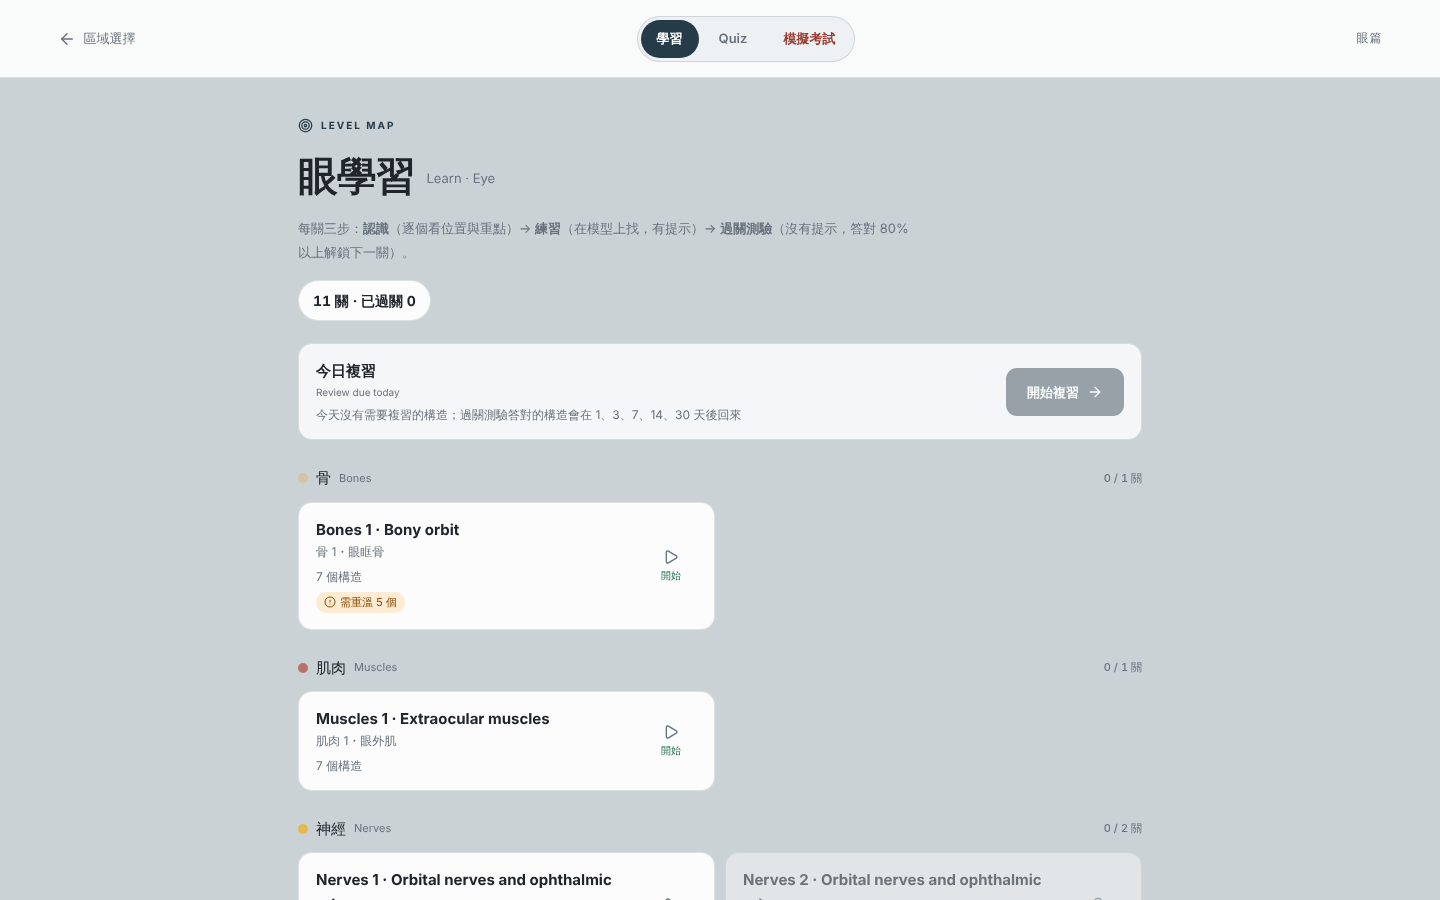 區域選擇
學習
Quiz
模擬考試
眼篇
LEVEL MAP
眼學習 Learn · Eye
每關三步：認識（逐個看位置與重點）→ 練習（在模型上找，有提示）→ 過關測驗（沒有提示，答對 80%
以上解鎖下一關）。
11 關 · 已過關 0
今日複習
Review due today
今天沒有需要複習的構造；過關測驗答對的構造會在 1、3、7、14、30 天後回來
開始複習
骨 Bones
0 / 1 關
Bones 1 · Bony orbit
骨 1・眼眶骨
7 個構造
需重溫 5 個
開始
肌肉 Muscles
0 / 1 關
Muscles 1 · Extraocular muscles
肌肉 1・眼外肌
7 個構造
開始
神經 Nerves
0 / 2 關
Nerves 1 · Orbital nerves and ophthalmic
Nerves 2 · Orbital nerves and ophthalmic